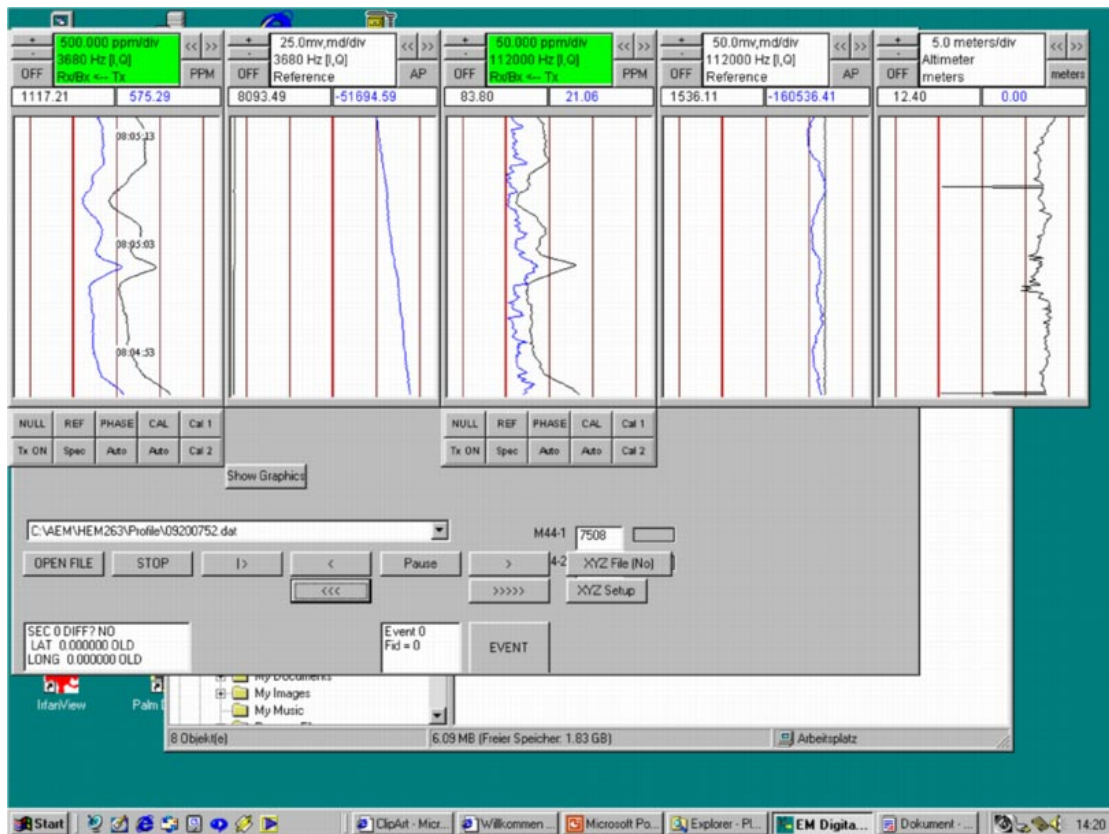 + 500.000 ppm/div << >>
- 3680 Hz [I,Q]
OFF Rx/Bx <-- Tx PPM
1117.21 575.29
+ 25.0mv,md/div << >>
- 3680 Hz [I,Q]
OFF Reference AP
8093.49 -51694.59
+ 50.000 ppm/div << >>
- 112000 Hz [I,Q]
OFF Rx/Bx <-- Tx PPM
83.80 21.06
+ 50.0mv,md/div << >>
- 112000 Hz [I,Q]
OFF Reference AP
1536.11 -160536.41
+ 5.0 meters/div << >>
- Altimeter
OFF meters meters
12.40 0.00
08:05:13
08:05:03
08:04:53
NULL REF PHASE CAL Cal 1
Tx ON Spec Auto Auto Cal 2
NULL REF PHASE CAL Cal 1
Tx ON Spec Auto Auto Cal 2
Show Graphics
C:\AEM\HEM263\Profile\09200752.dat
M44-1 7508
OPEN FILE STOP |> < Pause > 4-2 XYZ File (No)
<<< >>>>> XYZ Setup
SEC 0 DIFF? NO
LAT 0.000000 OLD
LONG 0.000000 OLD
Event 0
Fid = 0
EVENT
IrfanView
Palm
My Documents
My Images
My Music
8 Objekt(e) 6.09 MB (Freier Speicher: 1.83 GB) Arbeitsplatz
Start ClipArt - Micr... Willkommen ... Microsoft Po... Explorer - Pl... EM Digita... Dokument - ... 14:20